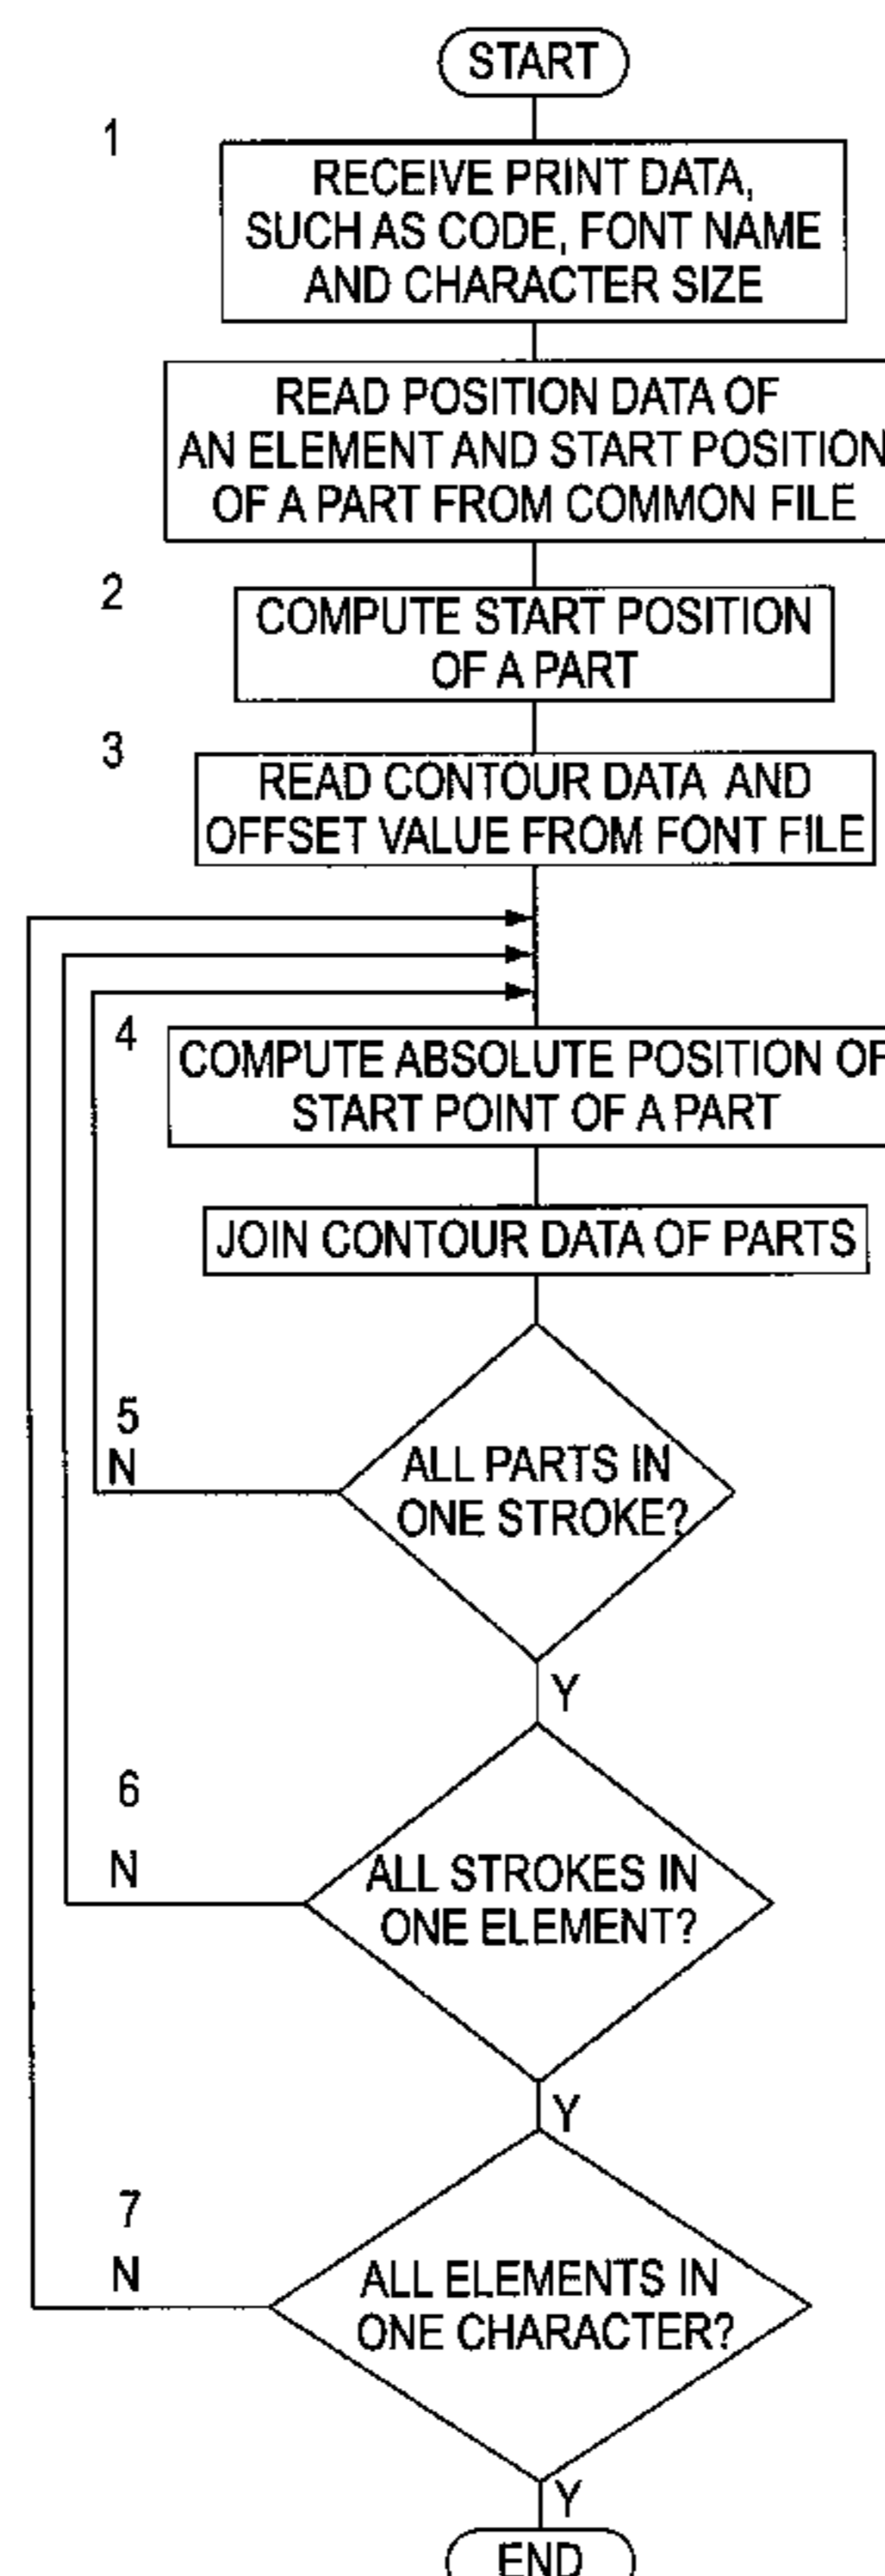 START
1
RECEIVE PRINT DATA,
SUCH AS CODE, FONT NAME
AND CHARACTER SIZE
READ POSITION DATA OF
AN ELEMENT AND START POSITION
OF A PART FROM COMMON FILE
2
COMPUTE START POSITION
OF A PART
3
READ CONTOUR DATA AND
OFFSET VALUE FROM FONT FILE
4
COMPUTE ABSOLUTE POSITION OF
START POINT OF A PART
JOIN CONTOUR DATA OF PARTS
5
N
ALL PARTS IN
ONE STROKE?
Y
6
N
ALL STROKES IN
ONE ELEMENT?
Y
7
N
ALL ELEMENTS IN
ONE CHARACTER?
Y
END